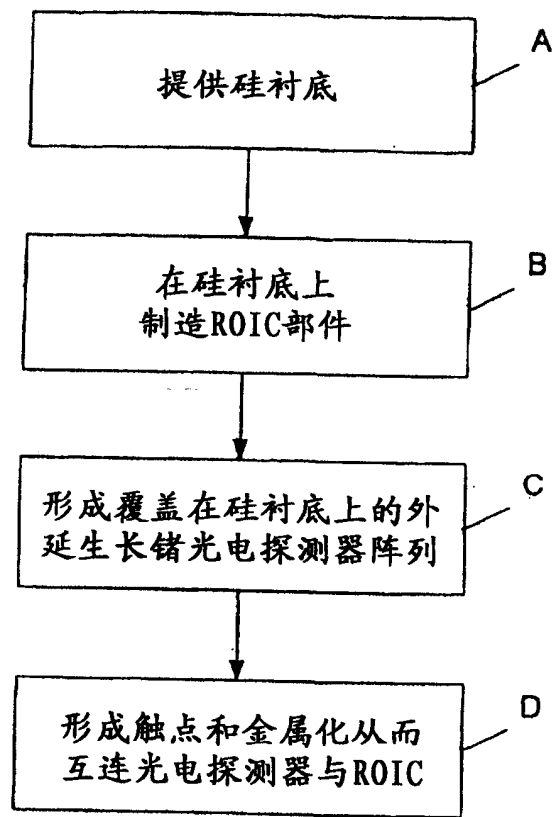 提供硅衬底
A
在硅衬底上
制造ROIC部件
B
形成覆盖在硅衬底上的外
延生长锗光电探测器阵列
C
形成触点和金属化从而
互连光电探测器与ROIC
D